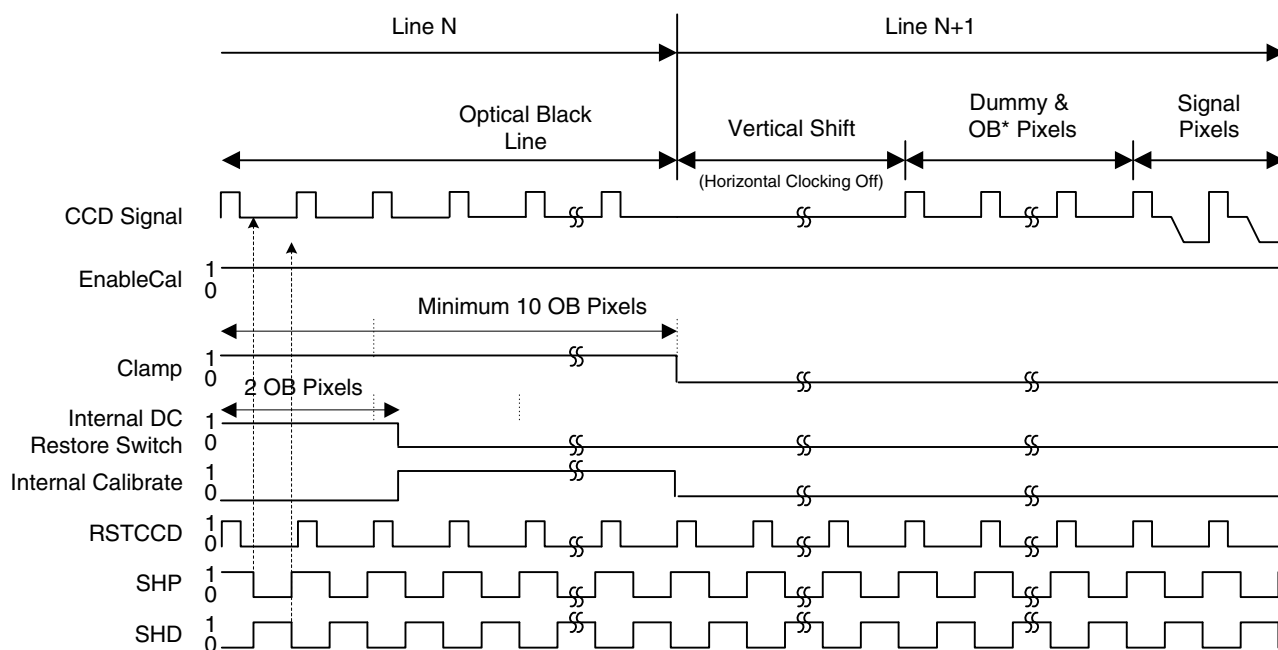 Line N
Line N+1
Optical Black
Line
Vertical Shift
Dummy &
OB* Pixels
Signal
Pixels
(Horizontal Clocking Off)
CCD Signal
EnableCal
1
0
Minimum 10 OB Pixels
Clamp
1
0
2 OB Pixels
Internal DC
Restore Switch
1
0
Internal Calibrate
1
0
RSTCCD
1
0
SHP
1
0
SHD
1
0